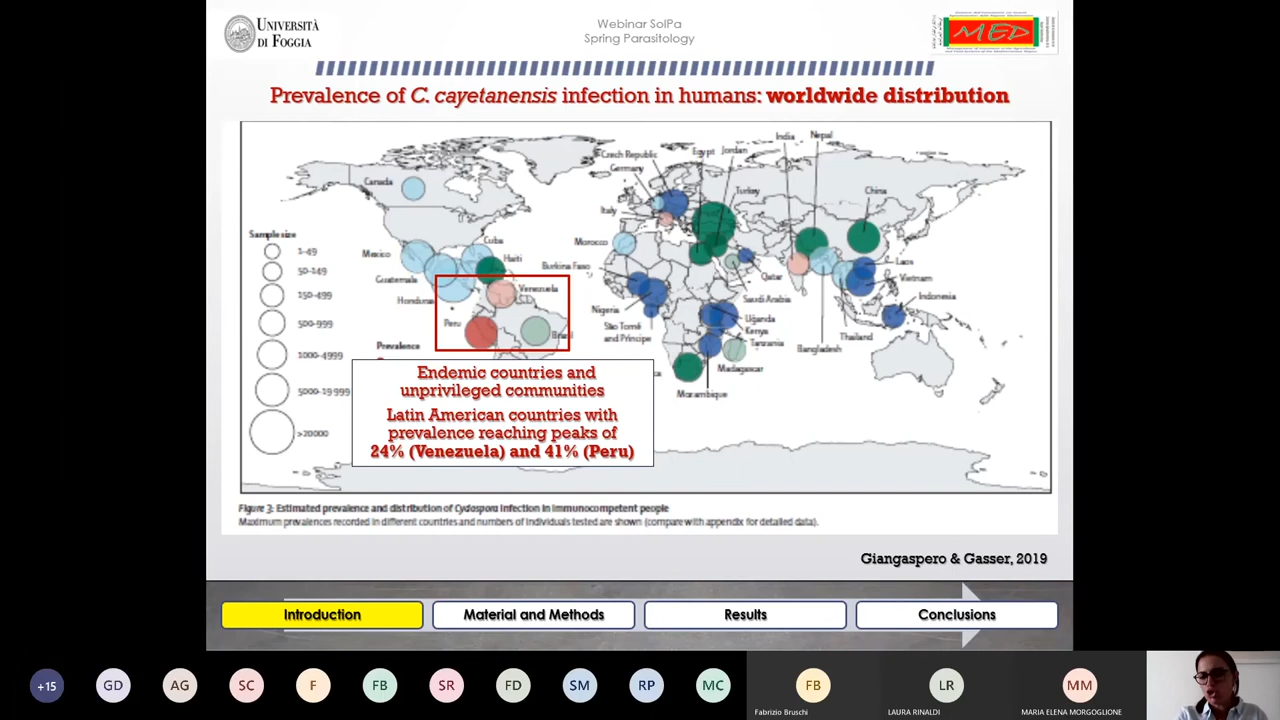 UNIVERSITÀ
DI FOGGIA
Webinar SoIPa
Spring Parasitology
MED
Prevalence of C. cayetanensis infection in humans: worldwide distribution
India
Nepal
Egypt
Jordan
Czech Republic
Germany
Canada
Turkey
China
Italy
Sample size
Cuba
Morocco
1-49
Mexico
Haiti
Laos
50-149
Burkina Faso
Qatar
Vietnam
Guatemala
Venezuela
150-499
Honduras
Saudi Arabia
Indonesia
Nigeria
500-999
Peru
Brazil
São Tomé
and Príncipe
Uganda
Kenya
Tanzania
Thailand
Bangladesh
Prevalence
1000-4999
Madagascar
5000-19 999
Mozambique
>20000
Endemic countries and
unprivileged communities
Latin American countries with
prevalence reaching peaks of
24% (Venezuela) and 41% (Peru)
Figure 3: Estimated prevalence and distribution of Cyclospora infection in immunocompetent people
Maximum prevalences recorded in different countries and numbers of individuals tested are shown (compare with appendix for detailed data).
Giangaspero & Gasser, 2019
Introduction
Material and Methods
Results
Conclusions
+15
GD
AG
SC
F
FB
SR
FD
SM
RP
MC
FB
LR
MM
Fabrizio Bruschi
LAURA RINALDI
MARIA ELENA MORGOGLIONE